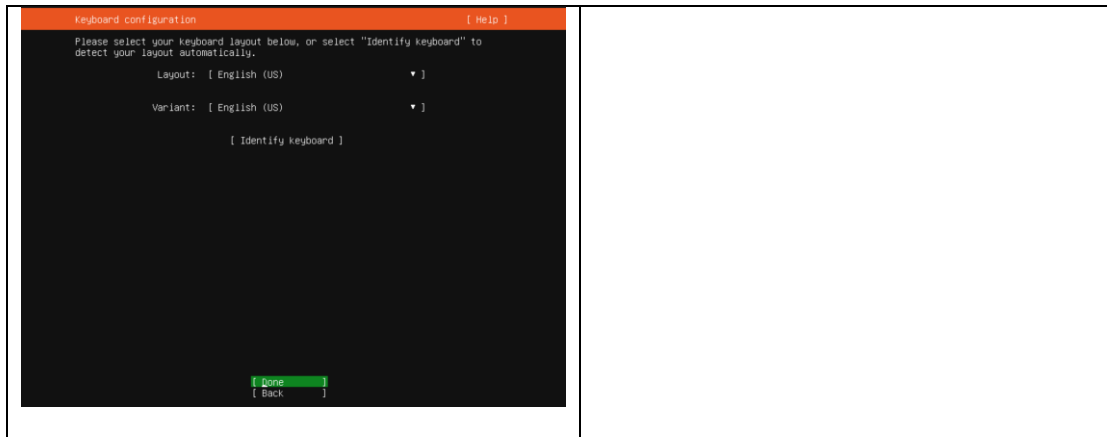 Keyboard configuration [ Help ]
Please select your keyboard layout below, or select "Identify keyboard" to
detect your layout automatically.
Layout: [ English (US) ▾ ]
Variant: [ English (US) ▾ ]
[ Identify keyboard ]
[ Done ]
[ Back ]